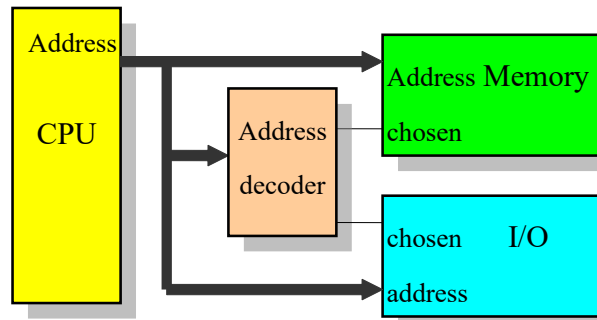 Address
CPU
Address
decoder
Address Memory
chosen
chosen I/O
address